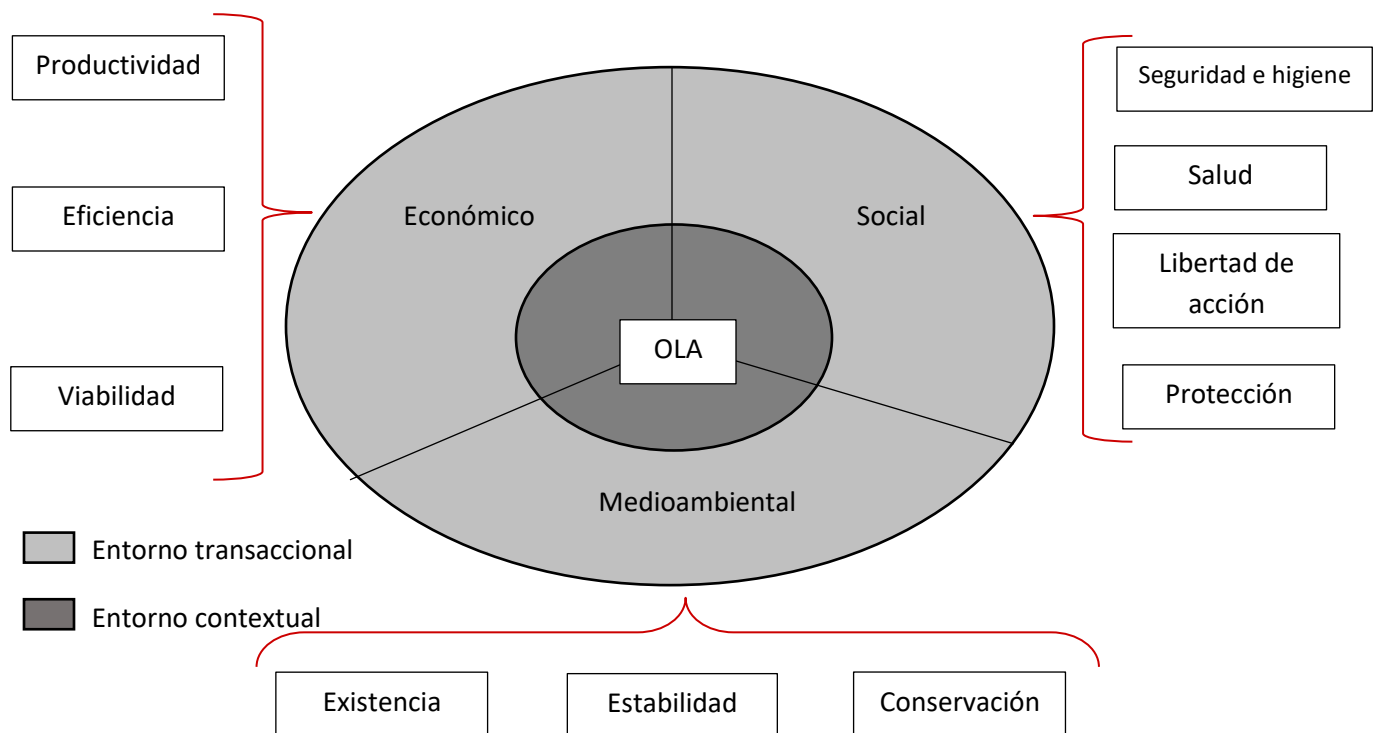 Productividad
Eficiencia
Viabilidad
Económico
Social
OLA
Medioambiental
Seguridad e higiene
Salud
Libertad de
acción
Protección
Entorno transaccional
Entorno contextual
Existencia
Estabilidad
Conservación